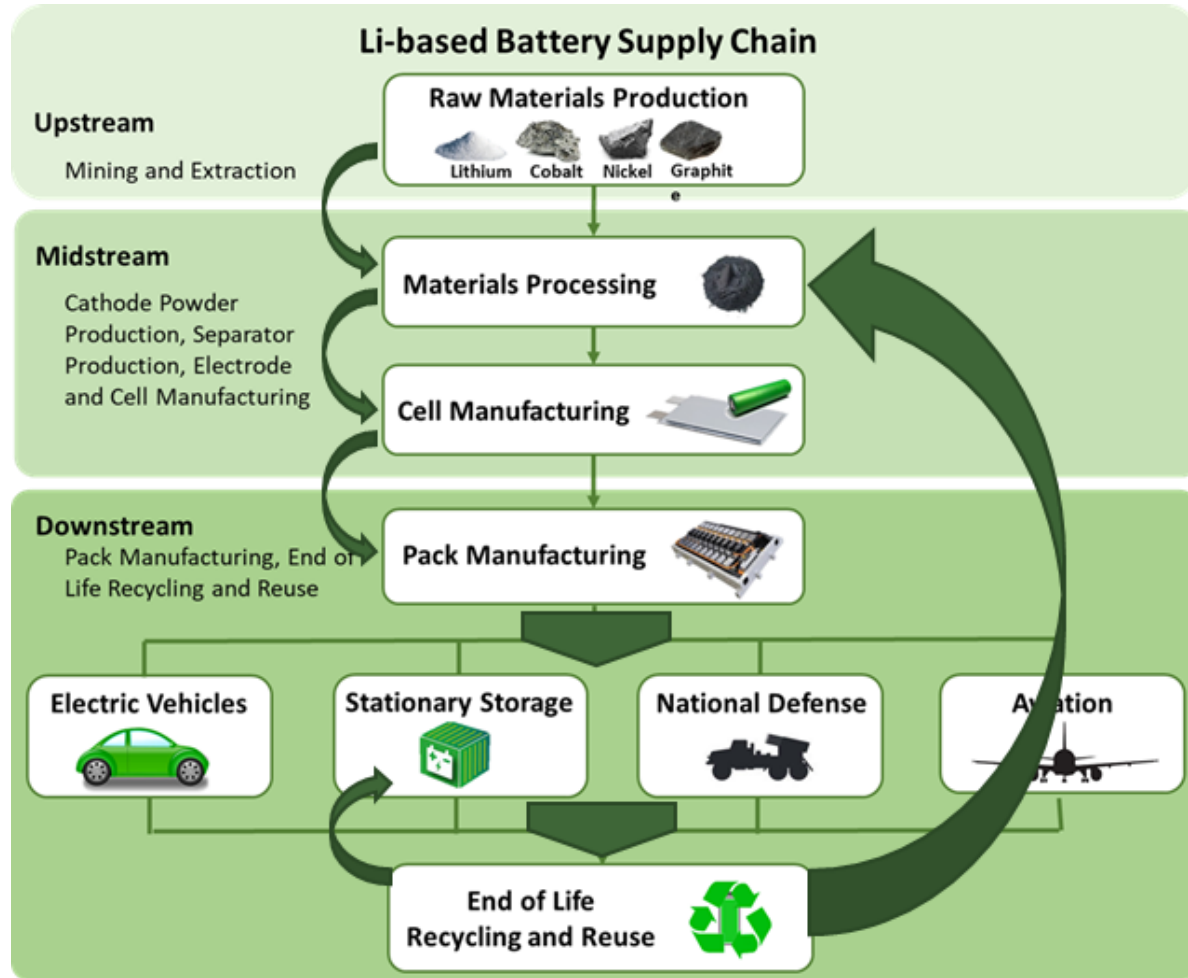 Li-based Battery Supply Chain
Raw Materials Production
Lithium Cobalt Nickel Graphit
e
Upstream
Mining and Extraction
Midstream
Cathode Powder
Production, Separator
Production, Electrode
and Cell Manufacturing
Materials Processing
Cell Manufacturing
Downstream
Pack Manufacturing, End of
Life Recycling and Reuse
Pack Manufacturing
Electric Vehicles
Stationary Storage
National Defense
Aviation
End of Life
Recycling and Reuse